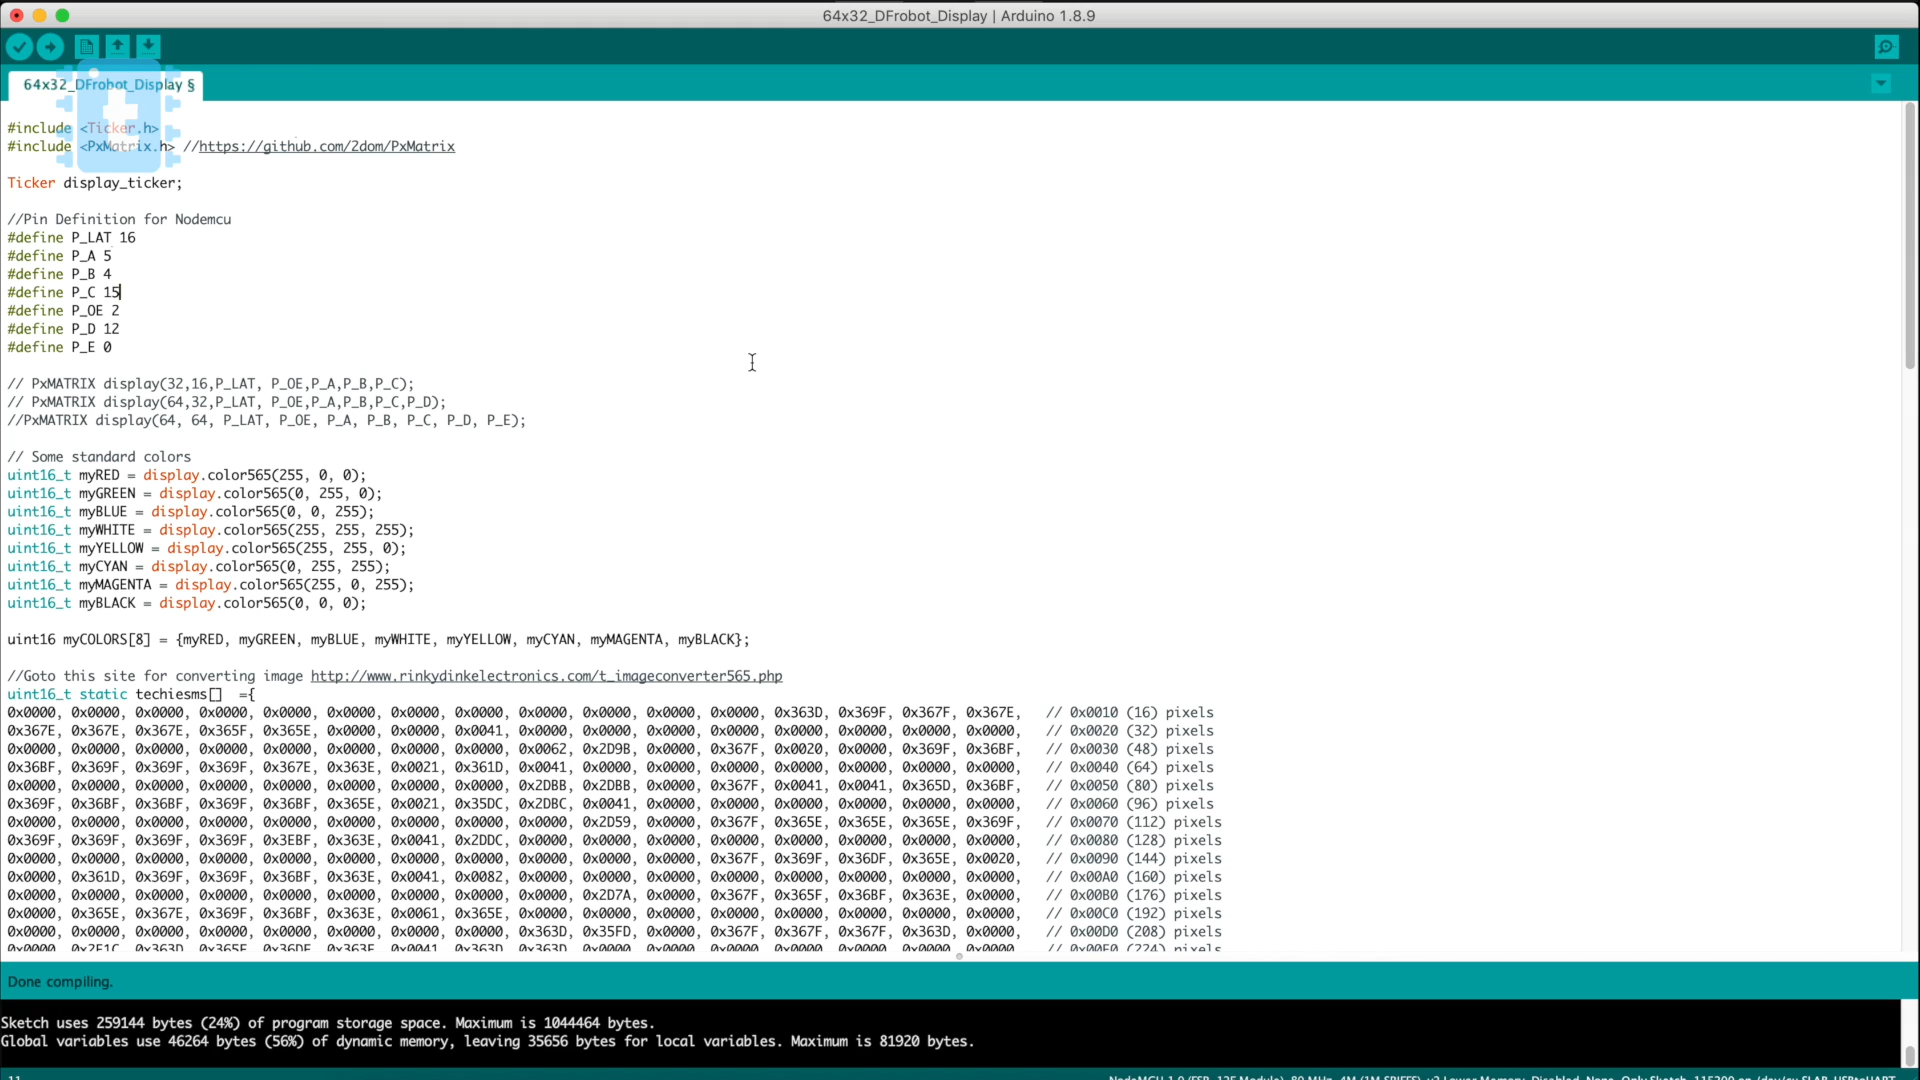 64x32_DFrobot_Display | Arduino 1.8.9
64x32_DFrobot_Display §
#include <Ticker.h>
#include <PxMatrix.h> //https://github.com/2dom/PxMatrix
Ticker display_ticker;
//Pin Definition for Nodemcu
#define P_LAT 16
#define P_A 5
#define P_B 4
#define P_C 15
#define P_OE 2
#define P_D 12
#define P_E 0
// PxMATRIX display(32,16,P_LAT, P_OE,P_A,P_B,P_C);
// PxMATRIX display(64,32,P_LAT, P_OE,P_A,P_B,P_C,P_D);
//PxMATRIX display(64, 64, P_LAT, P_OE, P_A, P_B, P_C, P_D, P_E);
// Some standard colors
uint16_t myRED = display.color565(255, 0, 0);
uint16_t myGREEN = display.color565(0, 255, 0);
uint16_t myBLUE = display.color565(0, 0, 255);
uint16_t myWHITE = display.color565(255, 255, 255);
uint16_t myYELLOW = display.color565(255, 255, 0);
uint16_t myCYAN = display.color565(0, 255, 255);
uint16_t myMAGENTA = display.color565(255, 0, 255);
uint16_t myBLACK = display.color565(0, 0, 0);
uint16 myCOLORS[8] = {myRED, myGREEN, myBLUE, myWHITE, myYELLOW, myCYAN, myMAGENTA, myBLACK};
//Goto this site for converting image http://www.rinkydinkelectronics.com/t_imageconverter565.php
uint16_t static techiesms[]  ={
0x0000, 0x0000, 0x0000, 0x0000, 0x0000, 0x0000, 0x0000, 0x0000, 0x0000, 0x0000, 0x0000, 0x0000, 0x363D, 0x369F, 0x367F, 0x367E,   // 0x0010 (16) pixels
0x367E, 0x367E, 0x367E, 0x365F, 0x365E, 0x0000, 0x0000, 0x0041, 0x0000, 0x0000, 0x0000, 0x0000, 0x0000, 0x0000, 0x0000, 0x0000,   // 0x0020 (32) pixels
0x0000, 0x0000, 0x0000, 0x0000, 0x0000, 0x0000, 0x0000, 0x0000, 0x0062, 0x2D9B, 0x0000, 0x367F, 0x0020, 0x0000, 0x369F, 0x36BF,   // 0x0030 (48) pixels
0x36BF, 0x369F, 0x369F, 0x369F, 0x367E, 0x363E, 0x0021, 0x361D, 0x0041, 0x0000, 0x0000, 0x0000, 0x0000, 0x0000, 0x0000, 0x0000,   // 0x0040 (64) pixels
0x0000, 0x0000, 0x0000, 0x0000, 0x0000, 0x0000, 0x0000, 0x0000, 0x2DBB, 0x2DBB, 0x0000, 0x367F, 0x0041, 0x0041, 0x365D, 0x36BF,   // 0x0050 (80) pixels
0x369F, 0x36BF, 0x36BF, 0x369F, 0x36BF, 0x365E, 0x0021, 0x35DC, 0x2DBC, 0x0041, 0x0000, 0x0000, 0x0000, 0x0000, 0x0000, 0x0000,   // 0x0060 (96) pixels
0x0000, 0x0000, 0x0000, 0x0000, 0x0000, 0x0000, 0x0000, 0x0000, 0x0000, 0x2D59, 0x0000, 0x367F, 0x365E, 0x365E, 0x365E, 0x369F,   // 0x0070 (112) pixels
0x369F, 0x369F, 0x369F, 0x369F, 0x3EBF, 0x363E, 0x0041, 0x2DDC, 0x0000, 0x0000, 0x0000, 0x0000, 0x0000, 0x0000, 0x0000, 0x0000,   // 0x0080 (128) pixels
0x0000, 0x0000, 0x0000, 0x0000, 0x0000, 0x0000, 0x0000, 0x0000, 0x0000, 0x0000, 0x0000, 0x367F, 0x369F, 0x36DF, 0x365E, 0x0020,   // 0x0090 (144) pixels
0x0000, 0x361D, 0x369F, 0x369F, 0x36BF, 0x363E, 0x0041, 0x0082, 0x0000, 0x0000, 0x0000, 0x0000, 0x0000, 0x0000, 0x0000, 0x0000,   // 0x00A0 (160) pixels
0x0000, 0x0000, 0x0000, 0x0000, 0x0000, 0x0000, 0x0000, 0x0000, 0x0000, 0x2D7A, 0x0000, 0x367F, 0x365F, 0x36BF, 0x363E, 0x0000,   // 0x00B0 (176) pixels
0x0000, 0x365E, 0x367E, 0x369F, 0x36BF, 0x363E, 0x0061, 0x365E, 0x0000, 0x0000, 0x0000, 0x0000, 0x0000, 0x0000, 0x0000, 0x0000,   // 0x00C0 (192) pixels
0x0000, 0x0000, 0x0000, 0x0000, 0x0000, 0x0000, 0x0000, 0x0000, 0x363D, 0x35FD, 0x0000, 0x367F, 0x367F, 0x367F, 0x363D, 0x0000,   // 0x00D0 (208) pixels
Done compiling.
Sketch uses 259144 bytes (24%) of program storage space. Maximum is 1044464 bytes.
Global variables use 46264 bytes (56%) of dynamic memory, leaving 35656 bytes for local variables. Maximum is 81920 bytes.